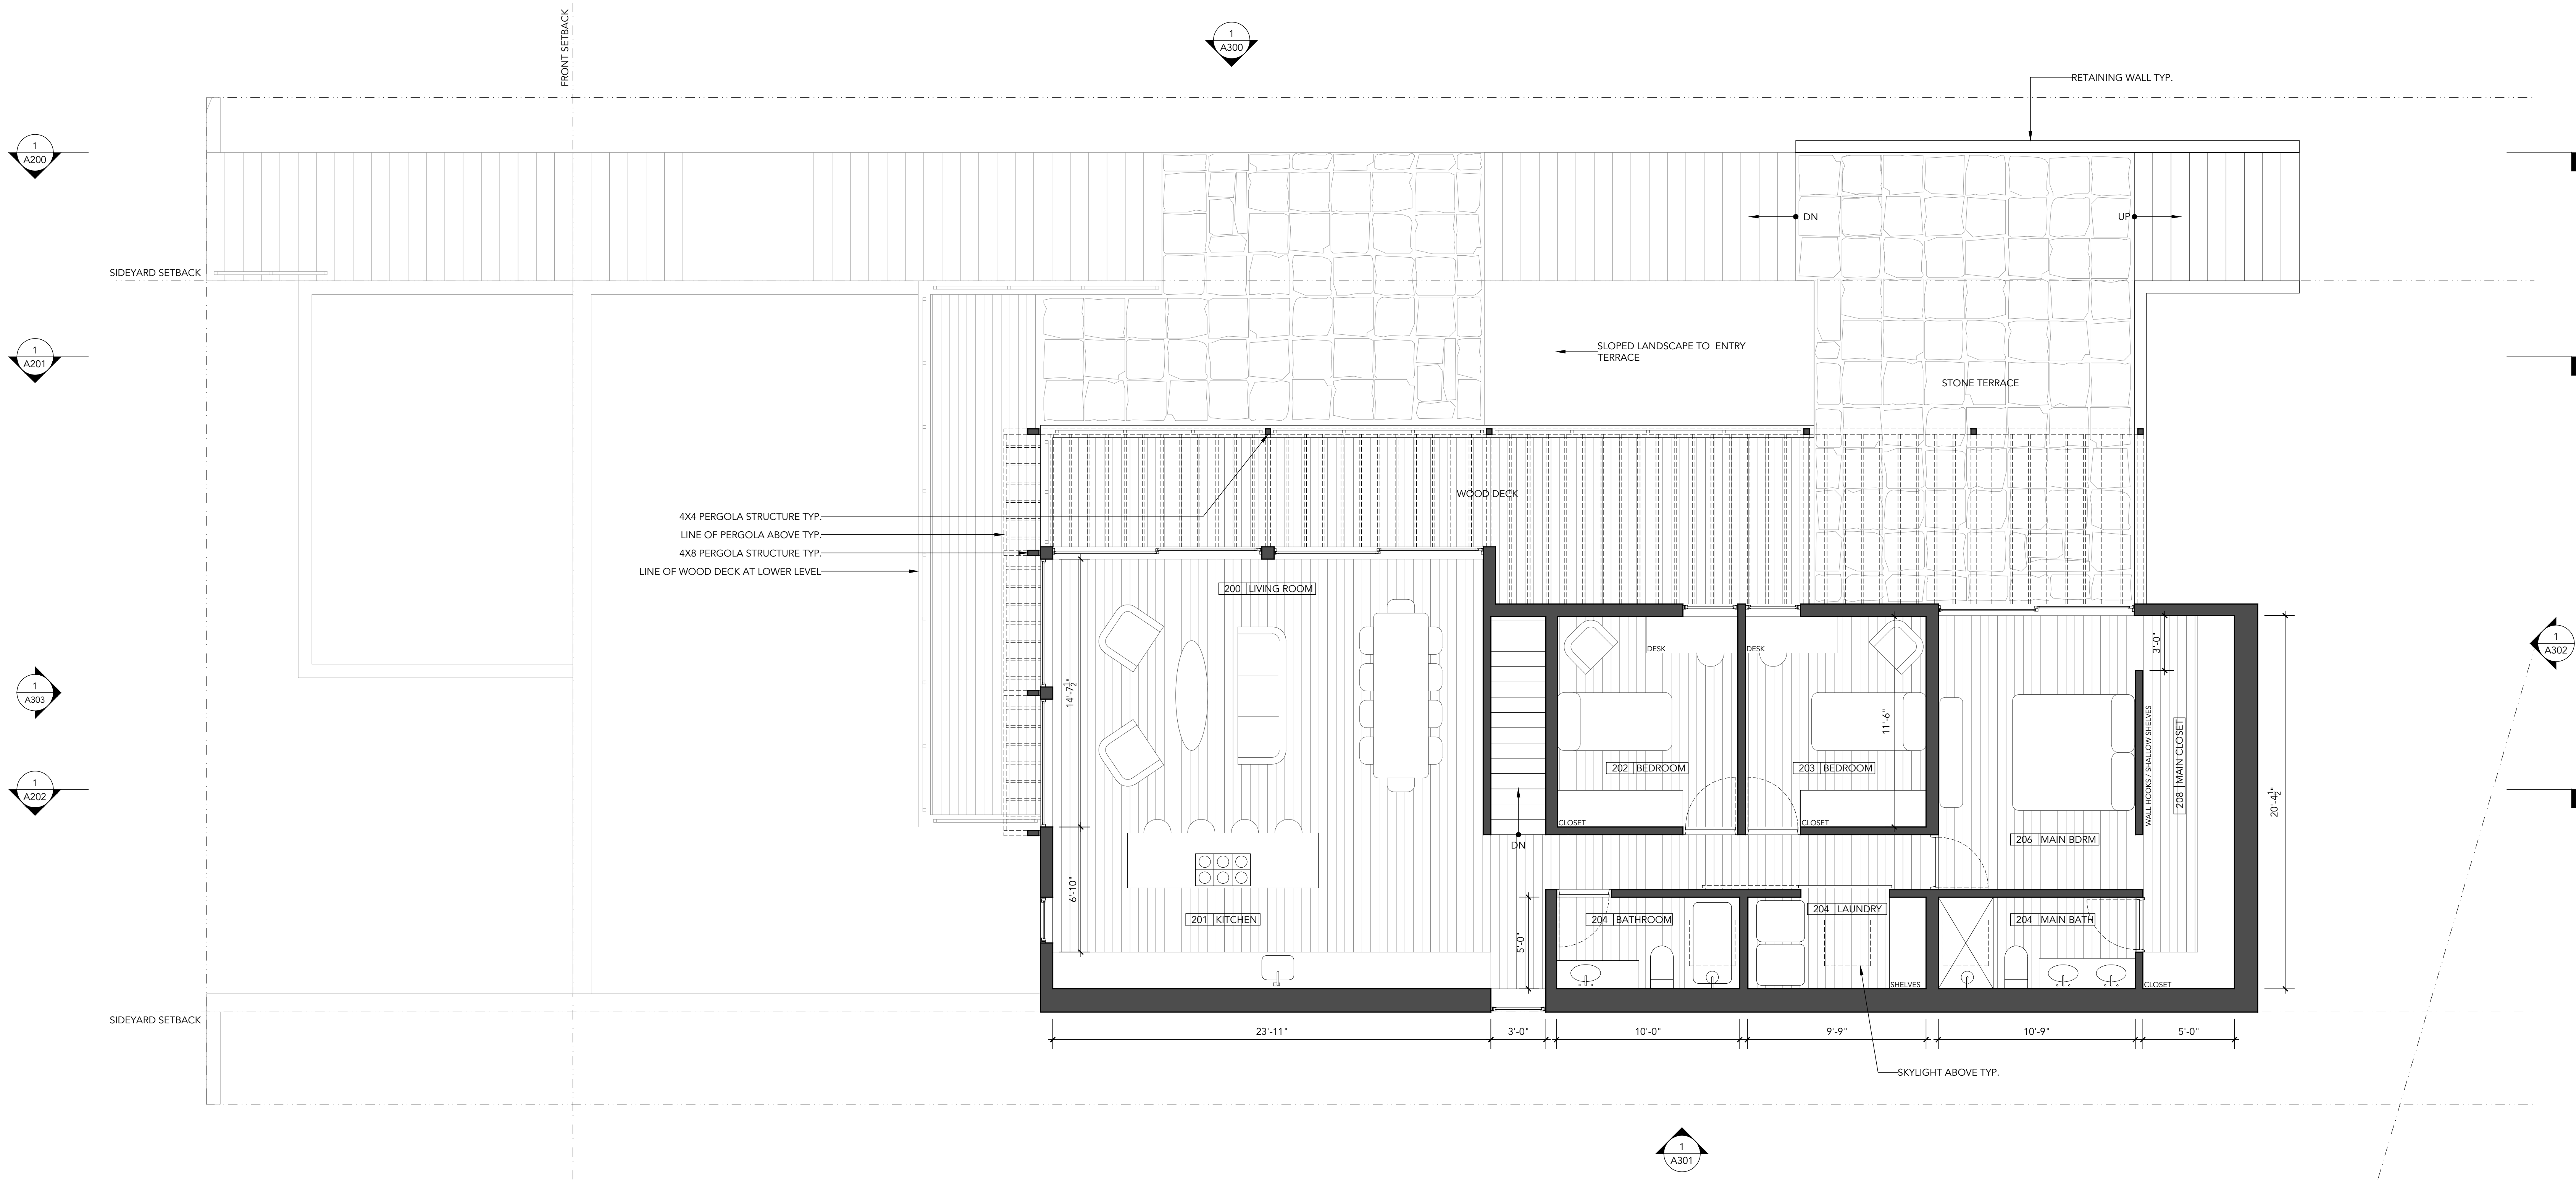 FRONT SETBACK
1
A300
RETAINING WALL TYP.
1
A200
DN
UP
SIDEYARD SETBACK
1
A201
SLOPED LANDSCAPE TO  ENTRY
TERRACE
STONE TERRACE
WOOD DECK
4X4 PERGOLA STRUCTURE TYP.
LINE OF PERGOLA ABOVE TYP.
4X8 PERGOLA STRUCTURE TYP.
LINE OF WOOD DECK AT LOWER LEVEL
200 LIVING ROOM
1
A303
14'-7 1/2"
DESK
DESK
3'-0"
1
A302
11'-6"
WALL HOOKS / SHALLOW SHELVES
208 MAIN CLOSET
202 BEDROOM
203 BEDROOM
1
A202
20'-4 1/2"
CLOSET
CLOSET
DN
206 MAIN BDRM
6'-10"
201 KITCHEN
5'-0"
204 BATHROOM
204 LAUNDRY
204 MAIN BATH
SHELVES
CLOSET
SIDEYARD SETBACK
23'-11"
3'-0"
10'-0"
9'-9"
10'-9"
5'-0"
SKYLIGHT ABOVE TYP.
1
A301